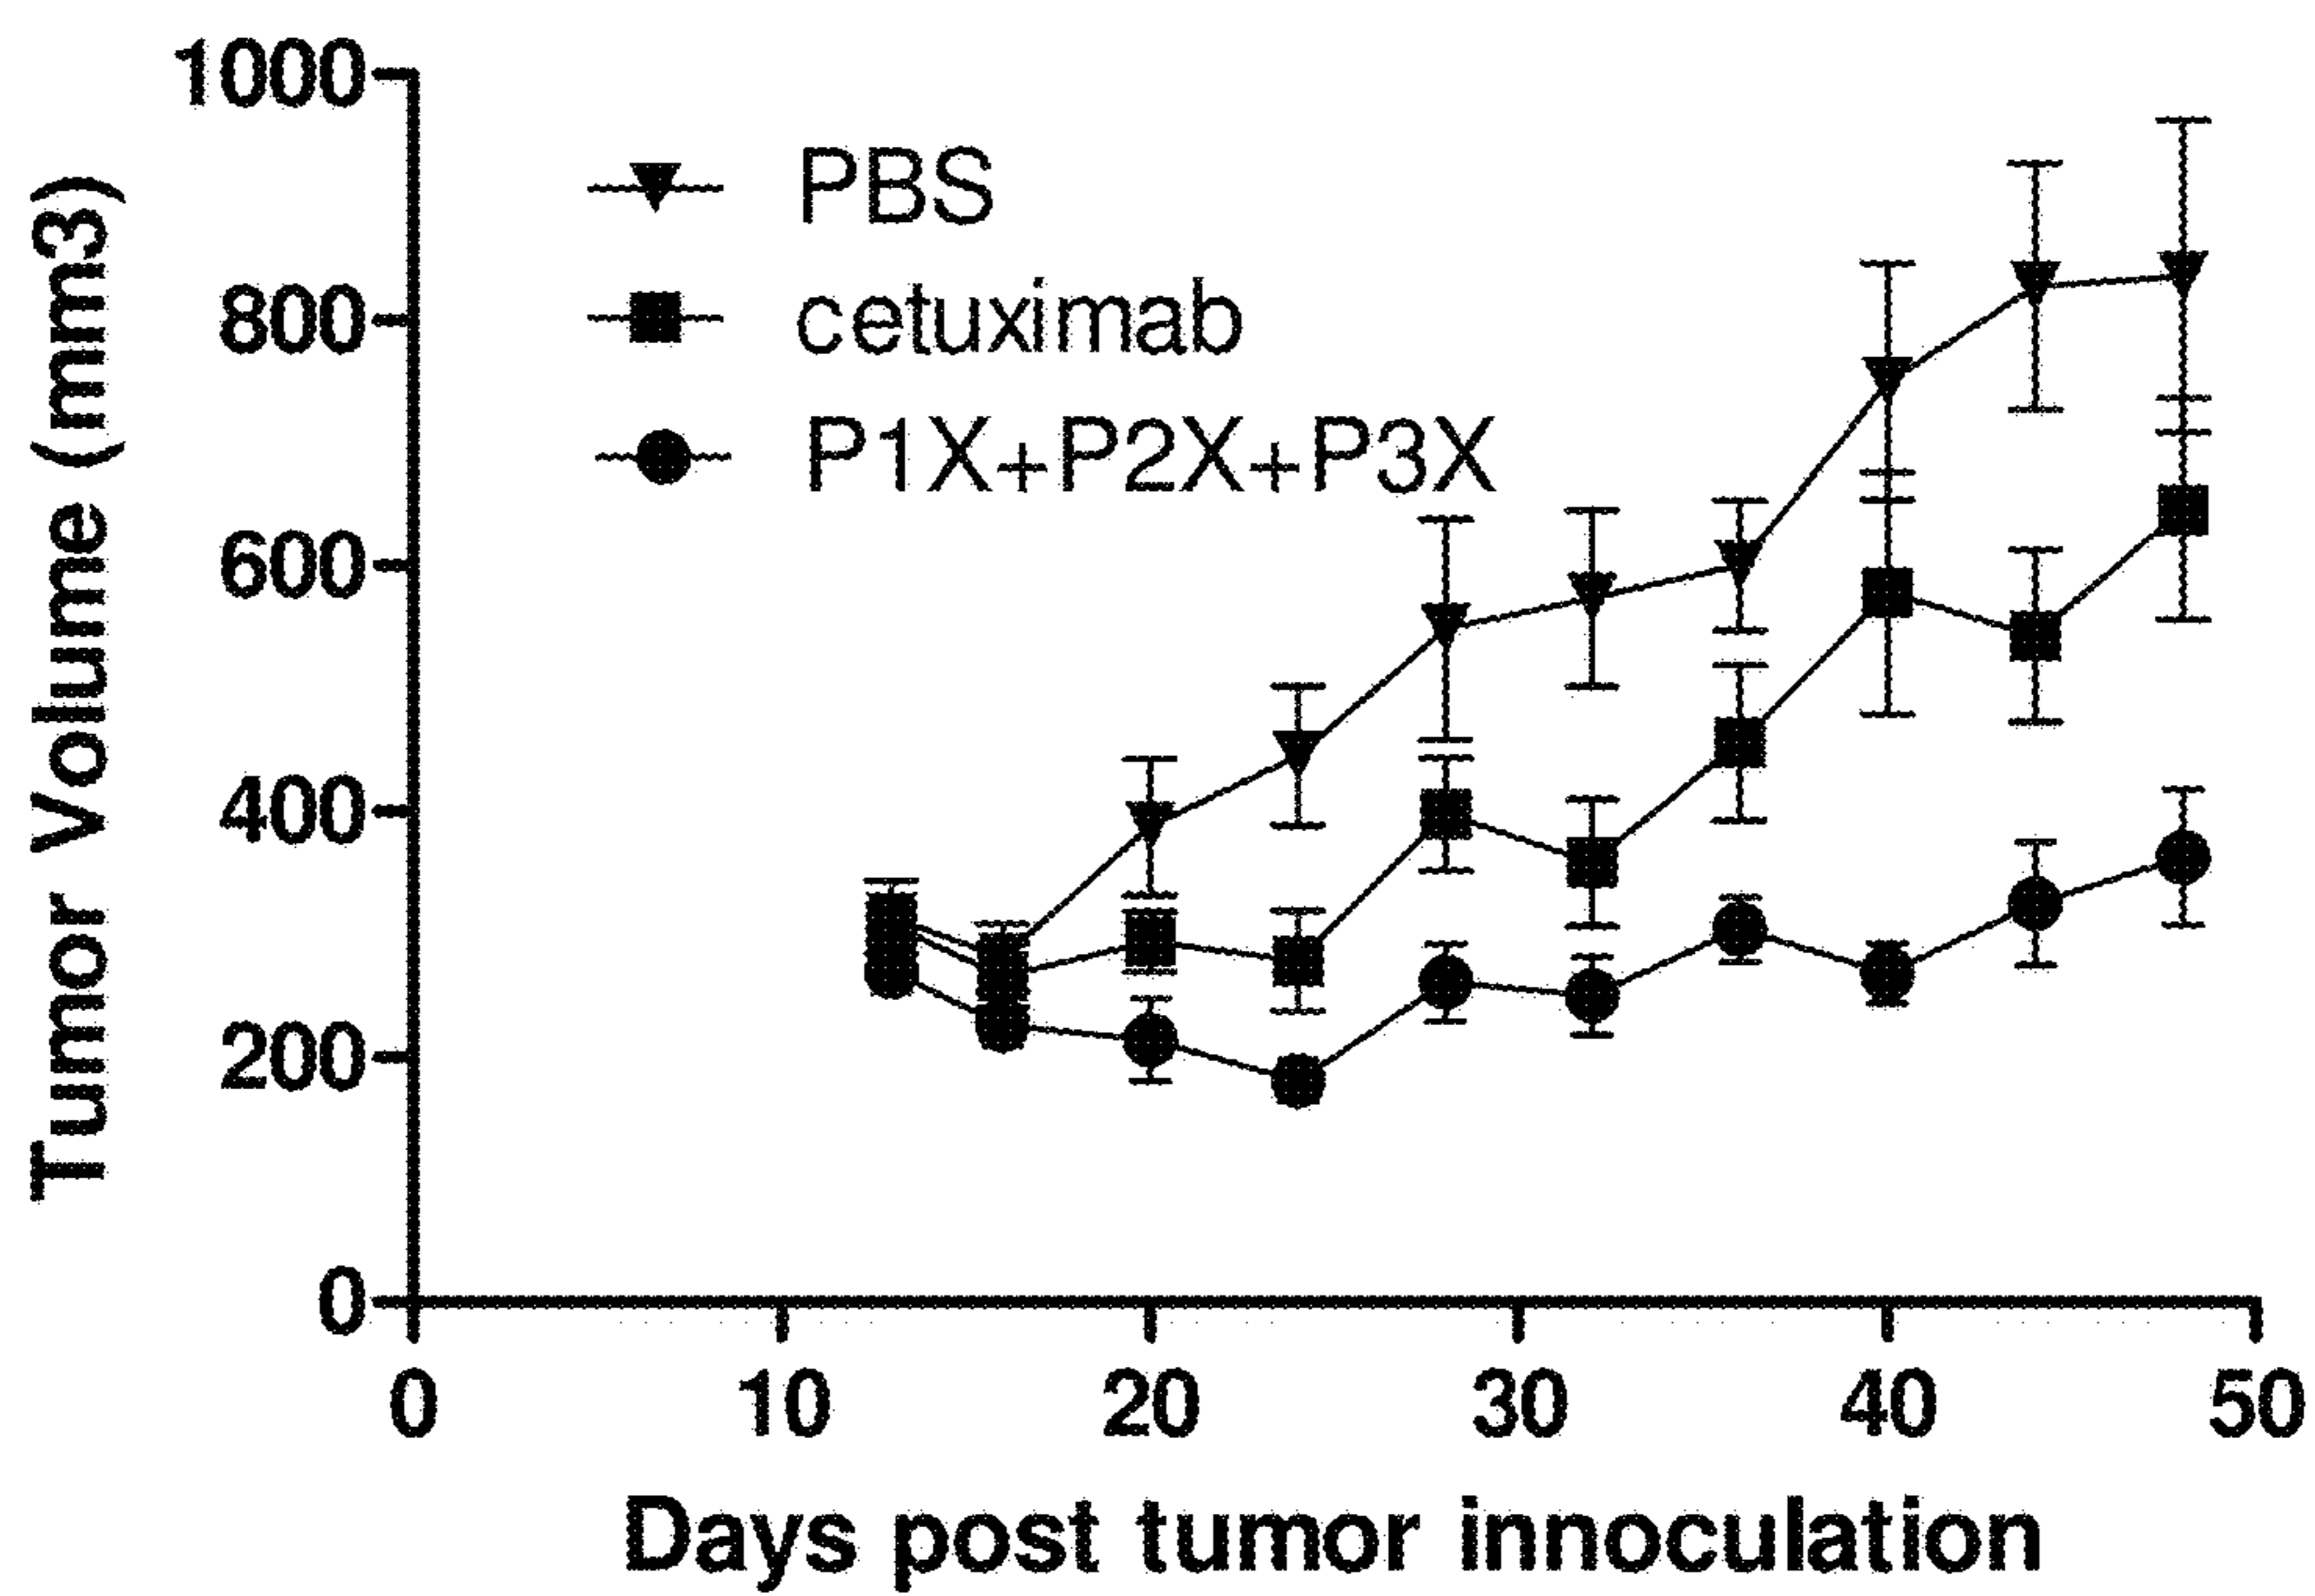 Tumor Volume (mm3)
1000
800
600
400
200
0
PBS
cetuximab
P1X+P2X+P3X
0 10 20 30 40 50
Days post tumor innoculation